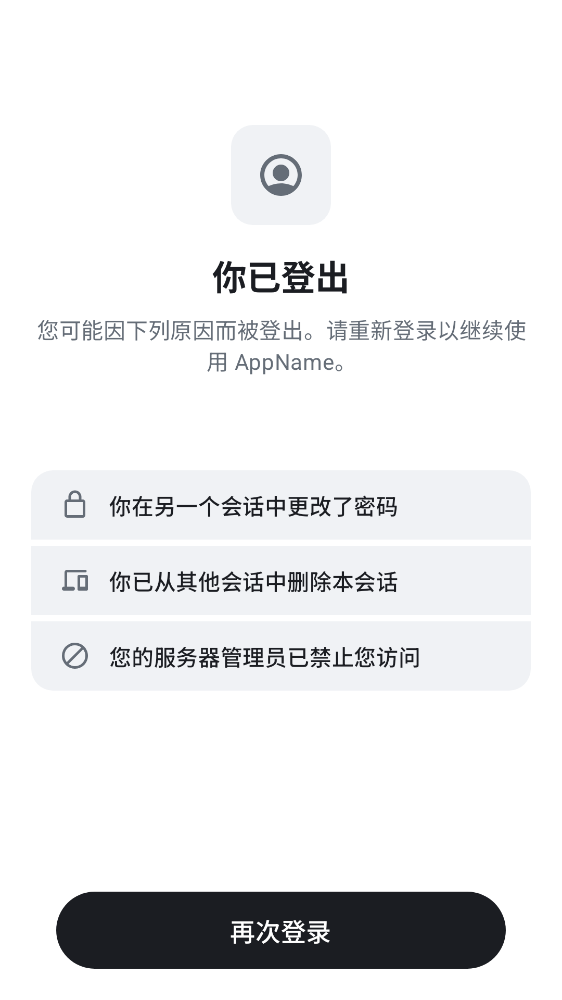 你已登出
您可能因下列原因而被登出。请重新登录以继续使
用 AppName。
你在另一个会话中更改了密码
你已从其他会话中删除本会话
您的服务器管理员已禁止您访问
再次登录